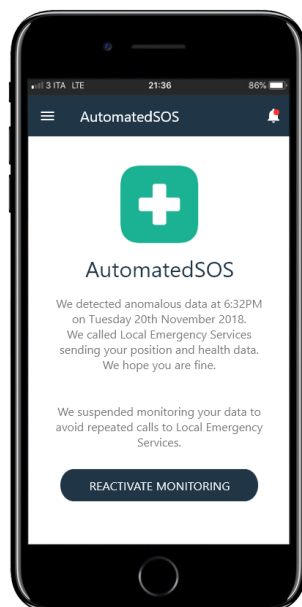 3 ITA LTE 21:36 86%
AutomatedSOS
AutomatedSOS
We detected anomalous data at 6:32PM
on Tuesday 20th November 2018.
We called Local Emergency Services
sending your position and health data.
We hope you are fine.
We suspended monitoring your data to
avoid repeated calls to Local Emergency
Services.
REACTIVATE MONITORING